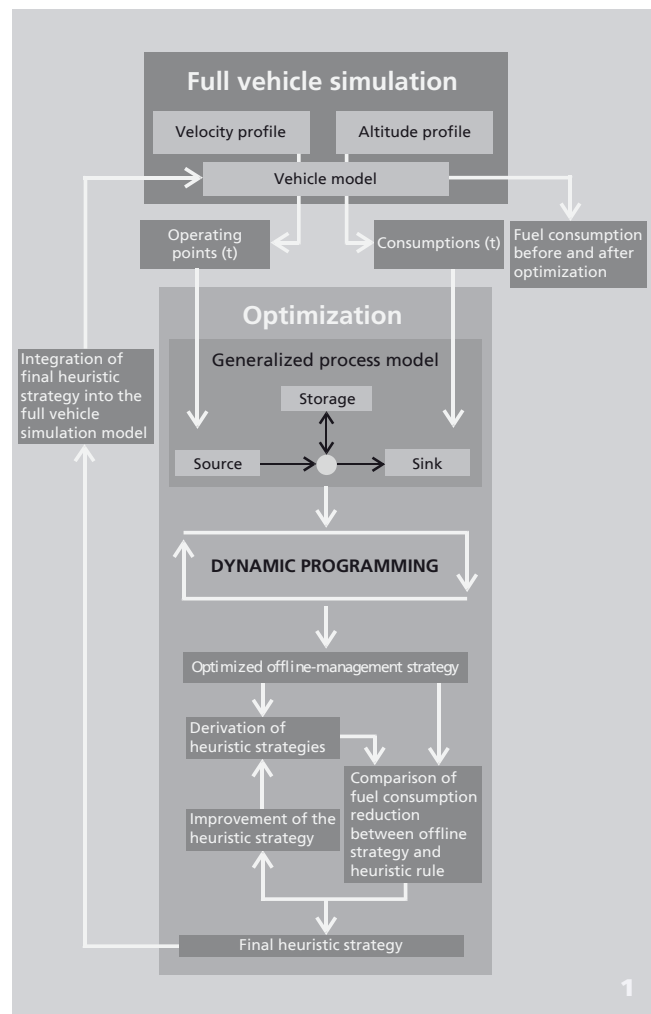 Full vehicle simulation
Velocity profile
Altitude profile
Vehicle model
Operating
points (t)
Consumptions (t)
Fuel consumption
before and after
optimization
Optimization
Generalized process model
Storage
Source
Sink
Integration of
final heuristic
strategy into the
full vehicle
simulation model
DYNAMIC PROGRAMMING
Optimized offline-management strategy
Derivation of
heuristic strategies
Comparison of
fuel consumption
reduction
between offline
strategy and
heuristic rule
Improvement of the
heuristic strategy
Final heuristic strategy
1